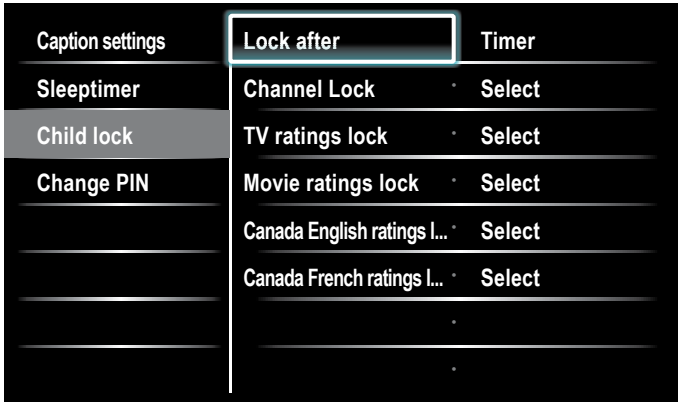 Caption settings Lock after Timer
Sleeptimer Channel Lock Select
Child lock TV ratings lock Select
Change PIN Movie ratings lock Select
Canada English ratings l... Select
Canada French ratings l... Select